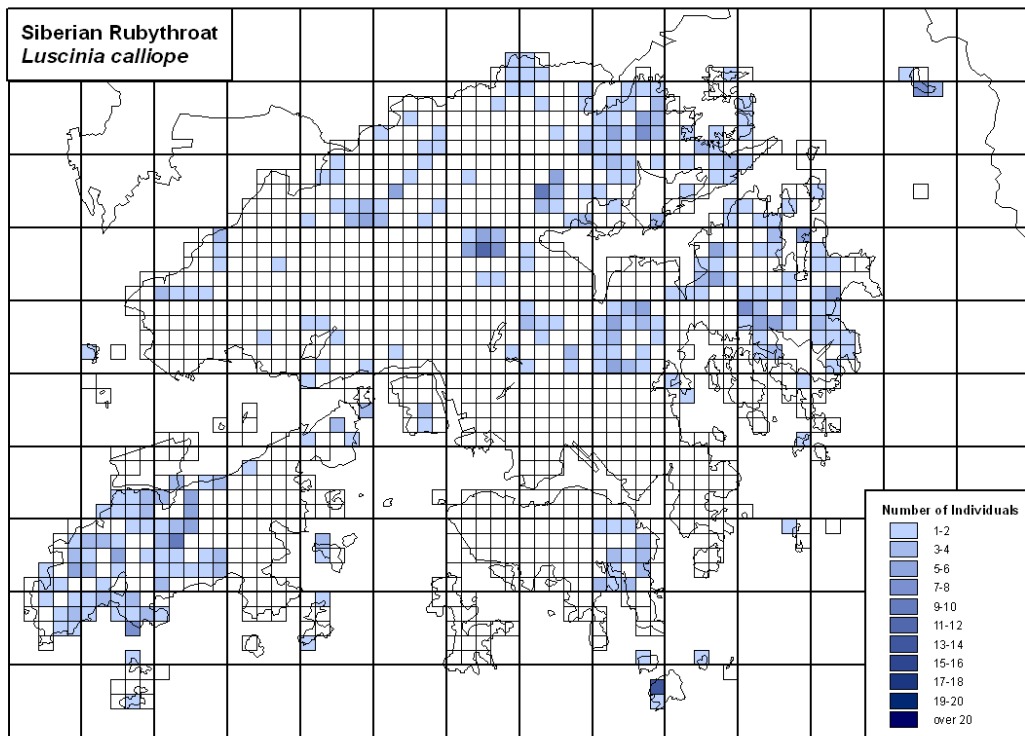 Siberian Rubythroat
Luscinia calliope
Number of Individuals
1-2
3-4
5-6
7-8
9-10
11-12
13-14
15-16
17-18
19-20
over 20